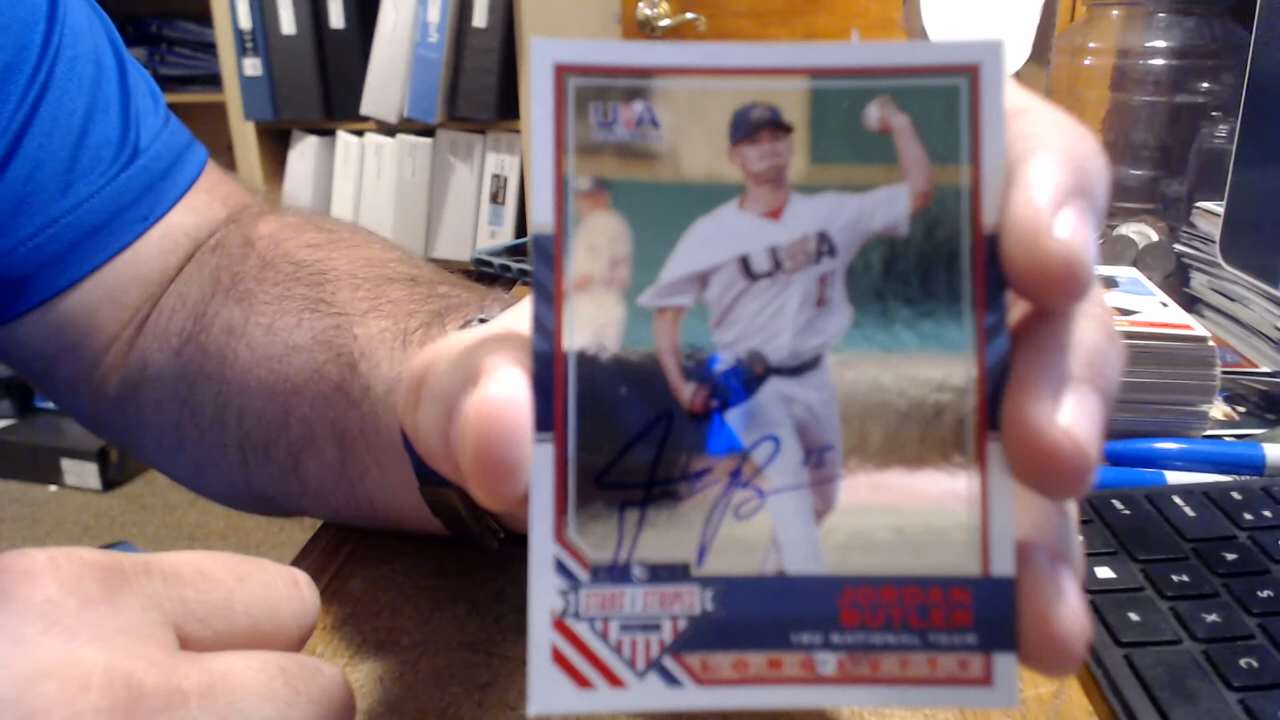 USA
USA
STARS STRIPES
JORDAN
BUTLER
18U NATIONAL TEAM
LONGEVITY
A
S
Z
X
C